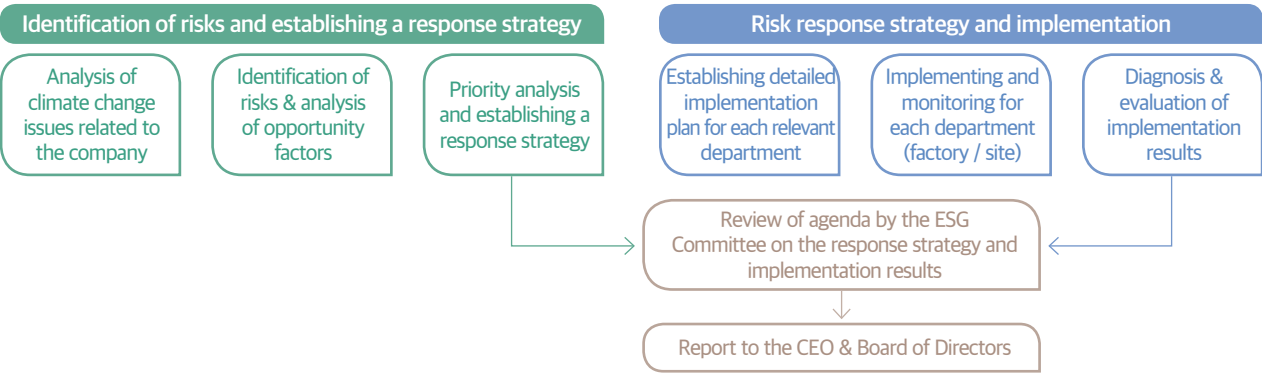 Identification of risks and establishing a response strategy
Analysis of
climate change
issues related to
the company
Identification of
risks & analysis
of opportunity
factors
Priority analysis
and establishing a
response strategy
Risk response strategy and implementation
Establishing detailed
implementation
plan for each relevant
department
Implementing and
monitoring for
each department
(factory / site)
Diagnosis &
evaluation of
implementation
results
Review of agenda by the ESG
Committee on the response strategy and
implementation results
Report to the CEO & Board of Directors